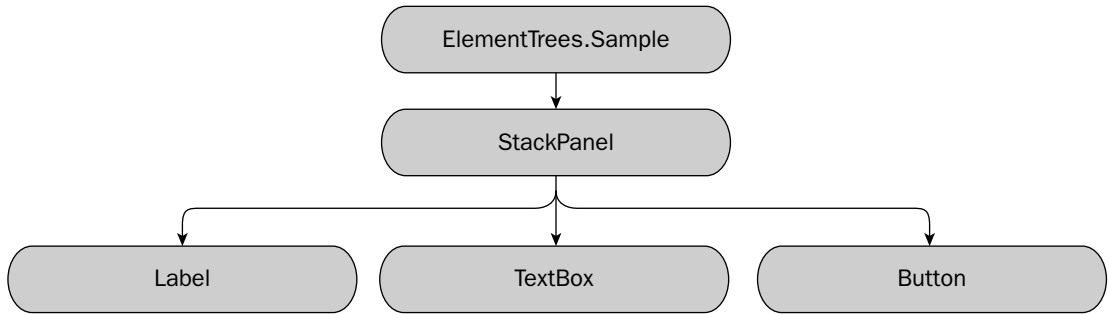 ElementTrees.Sample
StackPanel
Label
TextBox
Button